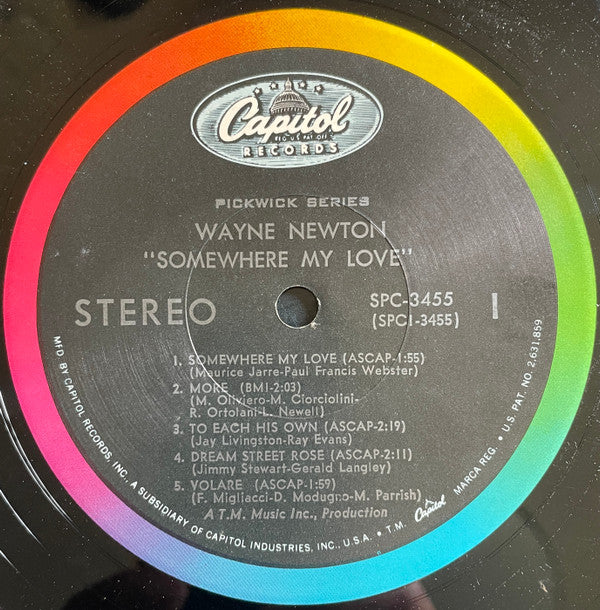 Capitol
REG. U.S. PAT. OFF.
RECORDS
PICKWICK SERIES
WAYNE NEWTON
"SOMEWHERE MY LOVE"
STEREO
SPC-3455
(SPC1-3455)
1
1. SOMEWHERE MY LOVE (ASCAP-1:55)
(Maurice Jarre-Paul Francis Webster)
2. MORE (BMI-2:03)
(M. Oliviero-M. Ciorciolini-
R. Ortolani-L. Newell)
3. TO EACH HIS OWN (ASCAP-2:19)
(Jay Livingston-Ray Evans)
4. DREAM STREET ROSE (ASCAP-2:11)
(Jimmy Stewart-Gerald Langley)
5. VOLARE (ASCAP-1:59)
(F. Migliacci-D. Modugno-M. Parrish)
A T.M. Music Inc., Production
MFD. BY CAPITOL RECORDS, INC., A SUBSIDIARY OF CAPITOL INDUSTRIES, INC., U.S.A. • T.M. Capitol MARCA REG. • U.S. PAT. NO. 2,631,859